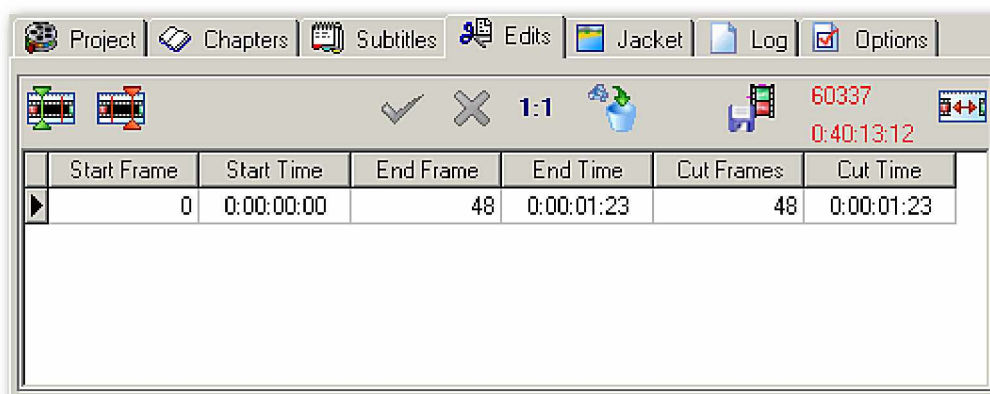 Project Chapters Subtitles Edits Jacket Log Options
1:1 60337
0:40:13:12
Start Frame Start Time End Frame End Time Cut Frames Cut Time
0 0:00:00:00 48 0:00:01:23 48 0:00:01:23